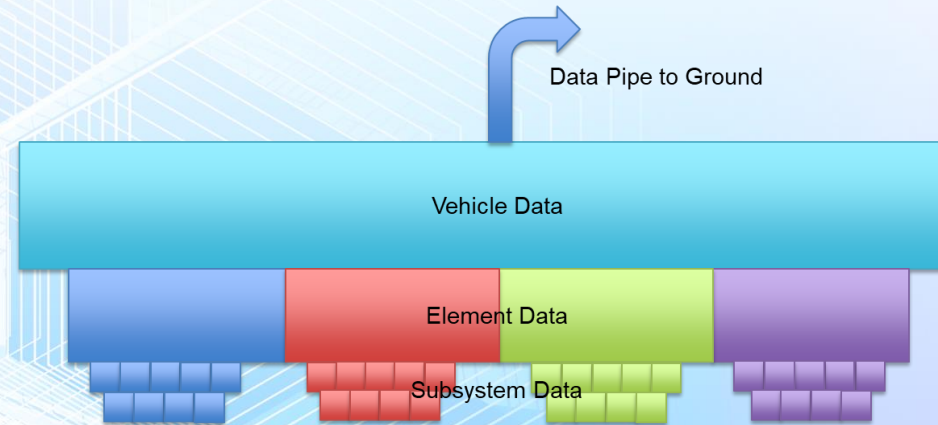 Data Pipe to Ground
Vehicle Data
Element Data
Subsystem Data